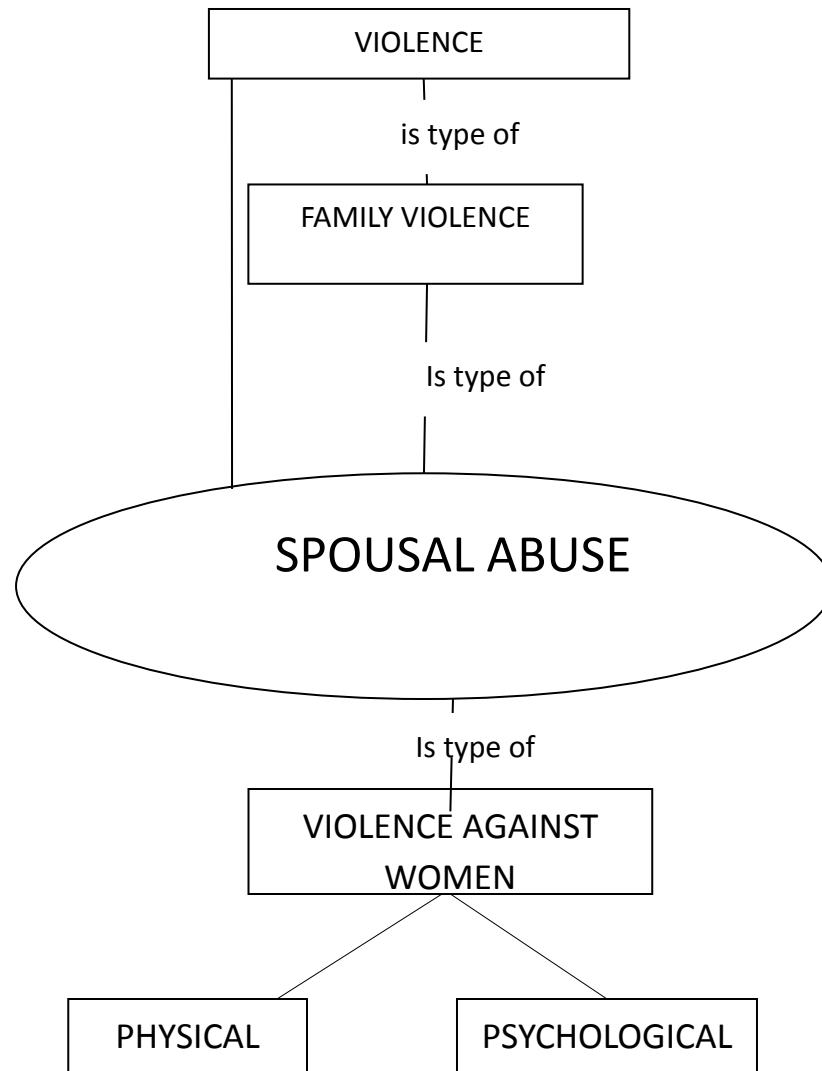 VIOLENCE
is type of
FAMILY VIOLENCE
Is type of
SPOUSAL ABUSE
Is type of
VIOLENCE AGAINST
WOMEN
PHYSICAL
PSYCHOLOGICAL